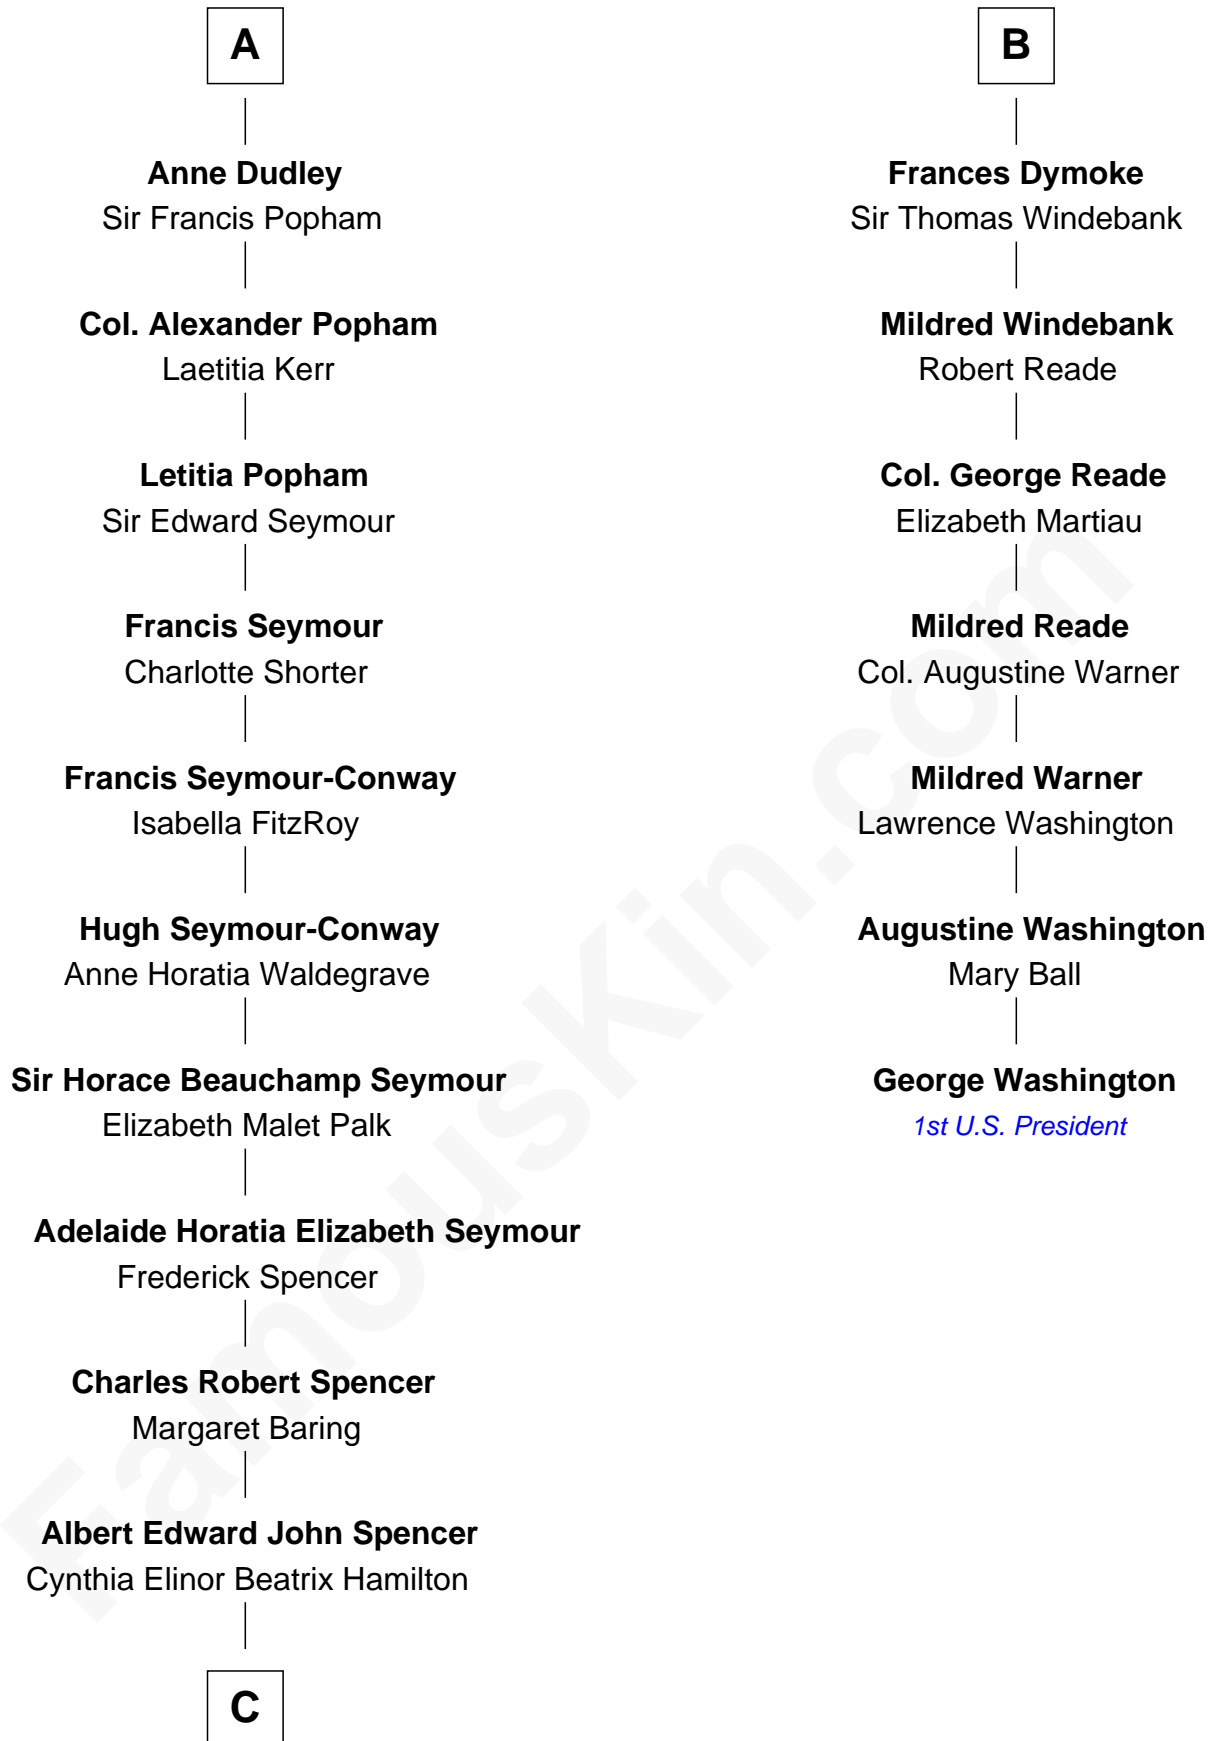 A
Anne Dudley
Sir Francis Popham
Col. Alexander Popham
Laetitia Kerr
Letitia Popham
Sir Edward Seymour
Francis Seymour
Charlotte Shorter
Francis Seymour-Conway
Isabella FitzRoy
Hugh Seymour-Conway
Anne Horatia Waldegrave
Sir Horace Beauchamp Seymour
Elizabeth Malet Palk
Adelaide Horatia Elizabeth Seymour
Frederick Spencer
Charles Robert Spencer
Margaret Baring
Albert Edward John Spencer
Cynthia Elinor Beatrix Hamilton
C
B
Frances Dymoke
Sir Thomas Windebank
Mildred Windebank
Robert Reade
Col. George Reade
Elizabeth Martiau
Mildred Reade
Col. Augustine Warner
Mildred Warner
Lawrence Washington
Augustine Washington
Mary Ball
George Washington
1st U.S. President
FamousKin.com